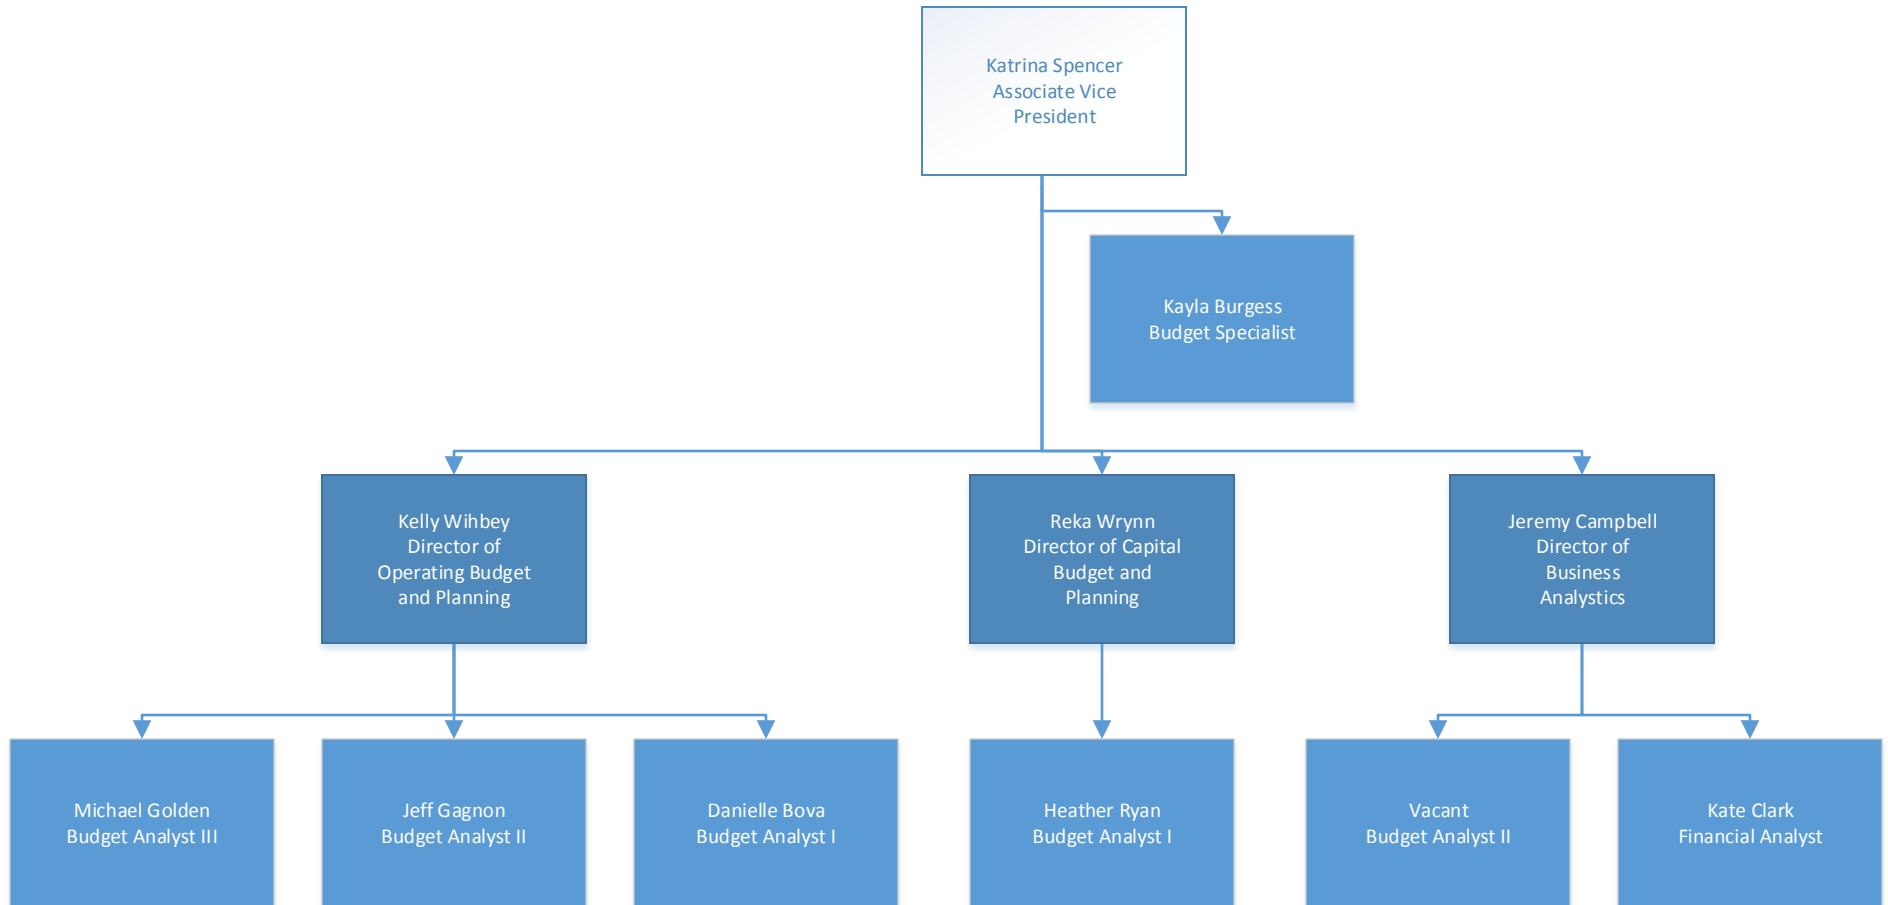 Katrina Spencer
Associate Vice
President
Kayla Burgess
Budget Specialist
Kelly Wihbey
Director of
Operating Budget
and Planning
Reka Wrynn
Director of Capital
Budget and
Planning
Jeremy Campbell
Director of
Business
Analystics
Michael Golden
Budget Analyst III
Jeff Gagnon
Budget Analyst II
Danielle Bova
Budget Analyst I
Heather Ryan
Budget Analyst I
Vacant
Budget Analyst II
Kate Clark
Financial Analyst